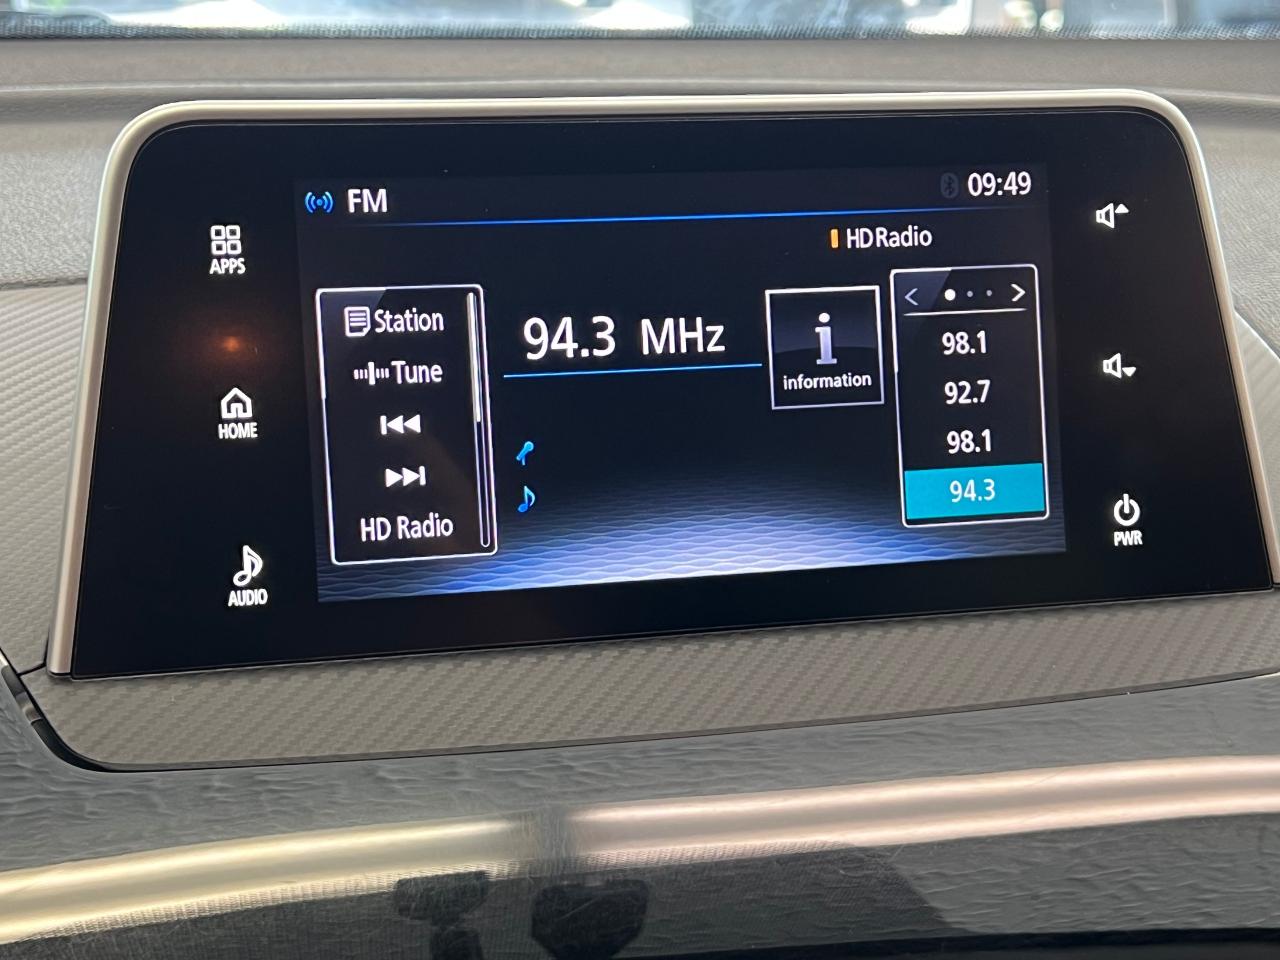 FM
09:49
HD Radio
APPS
HOME
AUDIO
Station
Tune
HD Radio
94.3 MHz
i
information
98.1
92.7
98.1
94.3
PWR